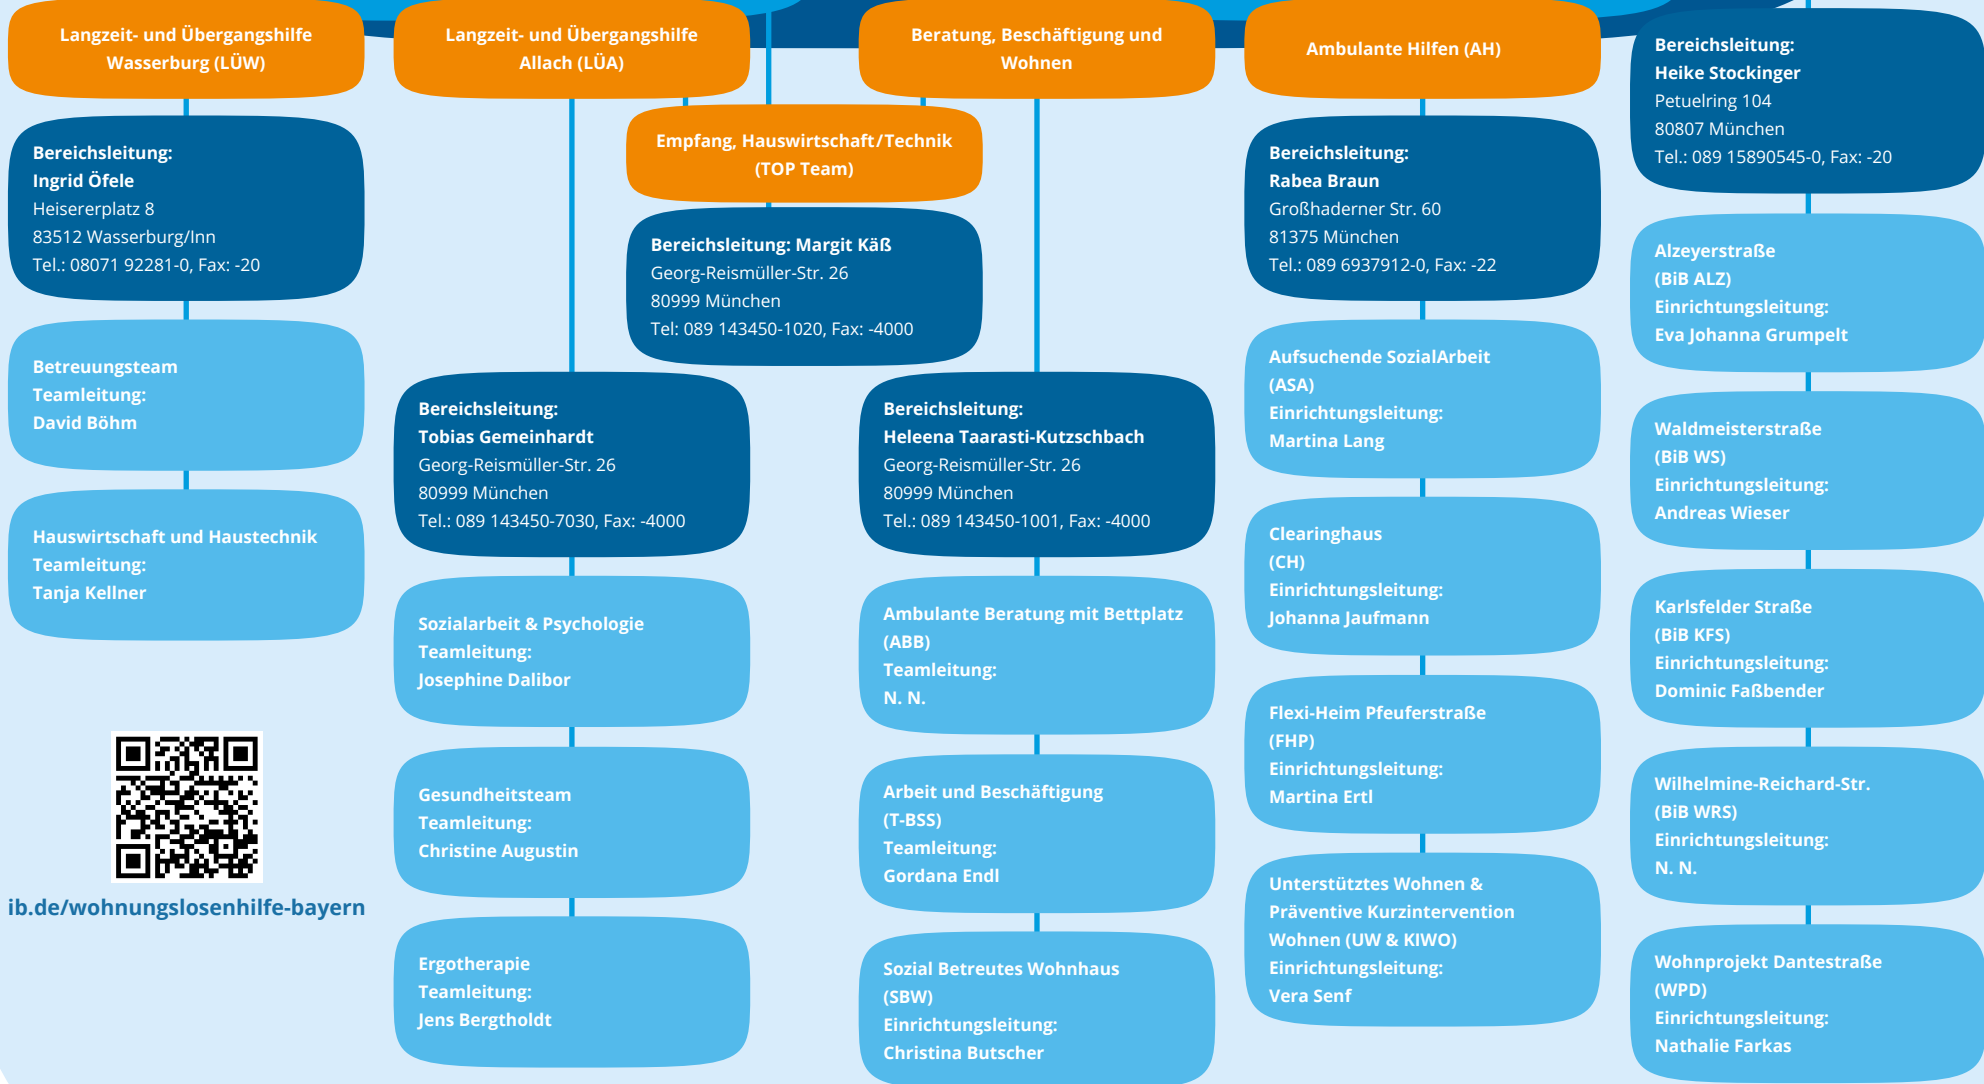 Langzeit- und Übergangshilfe
Wasserburg (LÜW)
Bereichsleitung:
Ingrid Öfele
Heisererplatz 8
83512 Wasserburg/Inn
Tel.: 08071 92281-0, Fax: -20
Betreuungsteam
Teamleitung:
David Böhm
Hauswirtschaft und Haustechnik
Teamleitung:
Tanja Kellner
ib.de/wohnungslosenhilfe-bayern
Langzeit- und Übergangshilfe
Allach (LÜA)
Empfang, Hauswirtschaft/Technik
(TOP Team)
Bereichsleitung: Margit Käß
Georg-Reismüller-Str. 26
80999 München
Tel: 089 143450-1020, Fax: -4000
Bereichsleitung:
Tobias Gemeinhardt
Georg-Reismüller-Str. 26
80999 München
Tel.: 089 143450-7030, Fax: -4000
Sozialarbeit & Psychologie
Teamleitung:
Josephine Dalibor
Gesundheitsteam
Teamleitung:
Christine Augustin
Ergotherapie
Teamleitung:
Jens Bergtholdt
Beratung, Beschäftigung und
Wohnen
Bereichsleitung:
Heleena Taarasti-Kutzschbach
Georg-Reismüller-Str. 26
80999 München
Tel.: 089 143450-1001, Fax: -4000
Ambulante Beratung mit Bettplatz
(ABB)
Teamleitung:
N. N.
Arbeit und Beschäftigung
(T-BSS)
Teamleitung:
Gordana Endl
Sozial Betreutes Wohnhaus
(SBW)
Einrichtungsleitung:
Christina Butscher
Ambulante Hilfen (AH)
Bereichsleitung:
Rabea Braun
Großhaderner Str. 60
81375 München
Tel.: 089 6937912-0, Fax: -22
Aufsuchende SozialArbeit
(ASA)
Einrichtungsleitung:
Martina Lang
Clearinghaus
(CH)
Einrichtungsleitung:
Johanna Jaufmann
Flexi-Heim Pfeuferstraße
(FHP)
Einrichtungsleitung:
Martina Ertl
Unterstütztes Wohnen &
Präventive Kurzintervention
Wohnen (UW & KIWO)
Einrichtungsleitung:
Vera Senf
Bereichsleitung:
Heike Stockinger
Petuelring 104
80807 München
Tel.: 089 15890545-0, Fax: -20
Alzeyerstraße
(BiB ALZ)
Einrichtungsleitung:
Eva Johanna Grumpelt
Waldmeisterstraße
(BiB WS)
Einrichtungsleitung:
Andreas Wieser
Karlsfelder Straße
(BiB KFS)
Einrichtungsleitung:
Dominic Faßbender
Wilhelmine-Reichard-Str.
(BiB WRS)
Einrichtungsleitung:
N. N.
Wohnprojekt Dantestraße
(WPD)
Einrichtungsleitung:
Nathalie Farkas